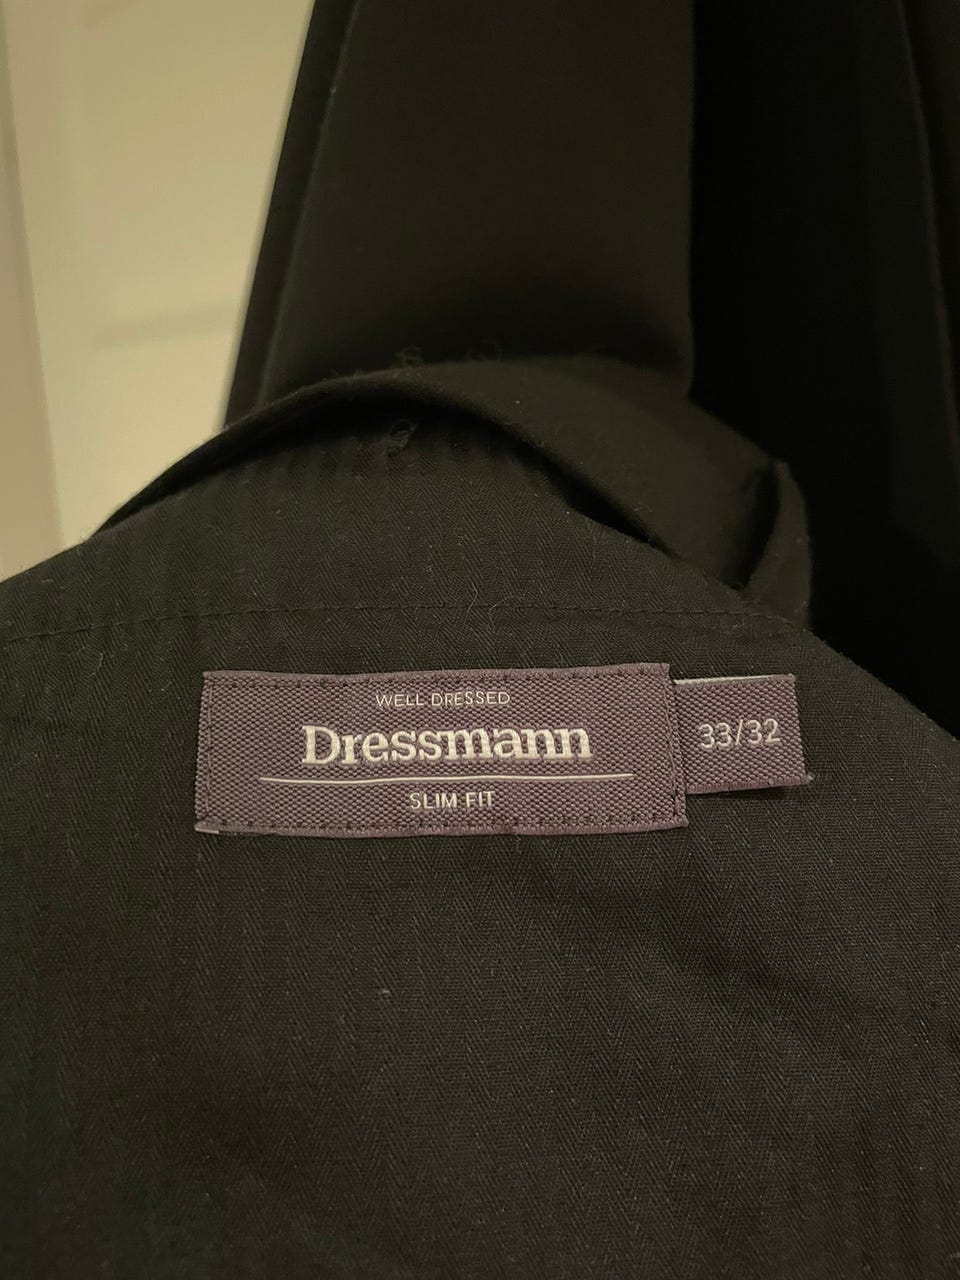 WELL DRESSED
Dressmann
SLIM FIT
33/32